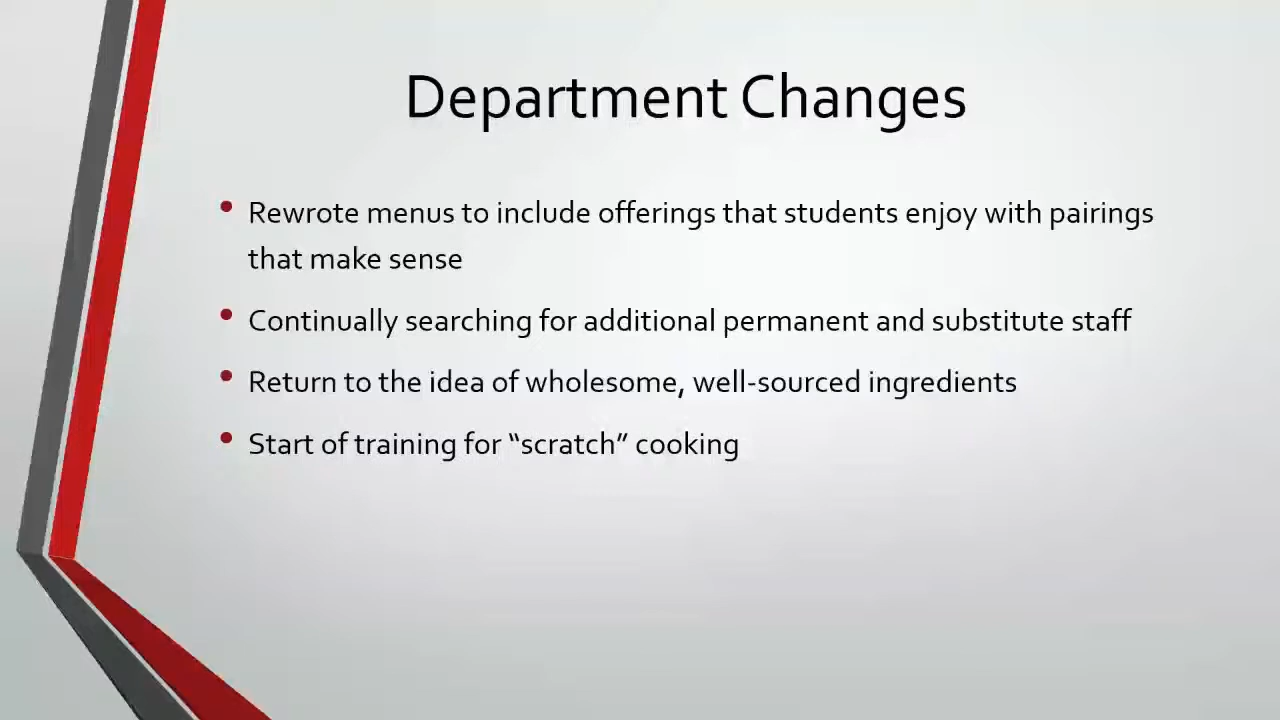 Department Changes
• Rewrote menus to include offerings that students enjoy with pairings
that make sense
• Continually searching for additional permanent and substitute staff
• Return to the idea of wholesome, well-sourced ingredients
• Start of training for “scratch” cooking